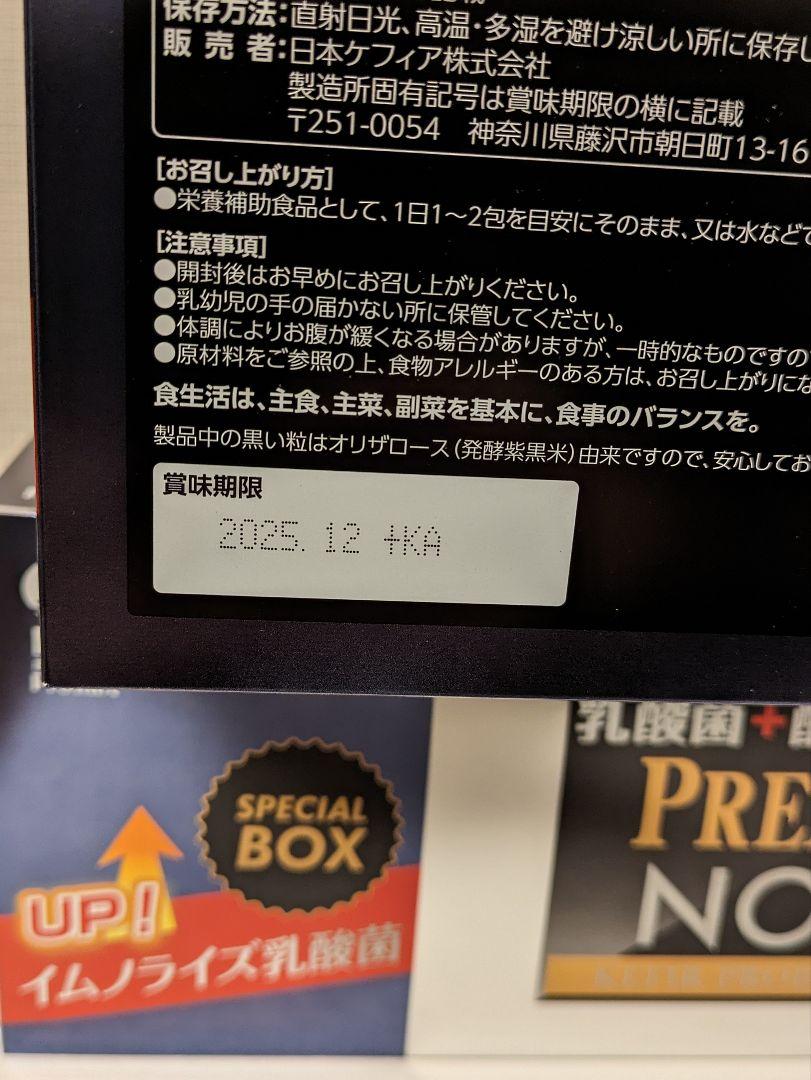 保存方法：直射日光、高温・多湿を避け涼しい所に保存し
販売者：日本ケフィア株式会社
製造所固有記号は賞味期限の横に記載
〒251-0054 神奈川県藤沢市朝日町13-16
[お召し上がり方]
●栄養補助食品として、1日1～2包を目安にそのまま、又は水などで
[注意事項]
●開封後はお早めにお召し上がりください。
●乳幼児の手の届かない所に保管してください。
●体調によりお腹が緩くなる場合がありますが、一時的なものですの
●原材料をご参照の上、食物アレルギーのある方は、お召し上がりにな
食生活は、主食、主菜、副菜を基本に、食事のバランスを。
製品中の黒い粒はオリザロース（発酵紫黒米）由来ですので、安心してお
賞味期限
2025. 12 +KA
乳酸菌+
SPECIAL
BOX
PRE
NO
UP!
イムノライズ乳酸菌